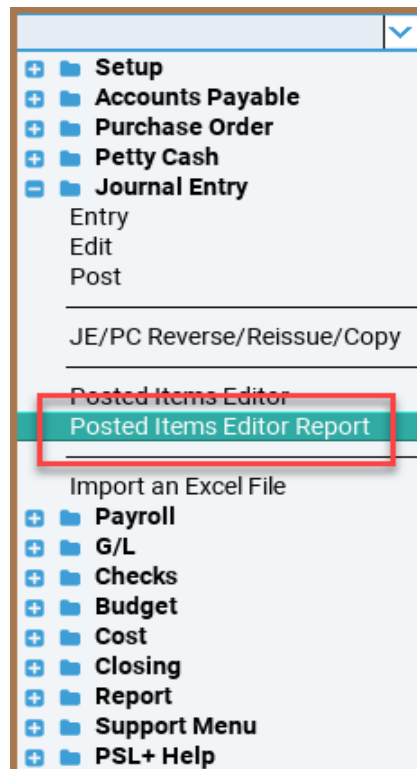 Setup
Accounts Payable
Purchase Order
Petty Cash
Journal Entry
Entry
Edit
Post
JE/PC Reverse/Reissue/Copy
Posted Items Editor
Posted Items Editor Report
Import an Excel File
Payroll
G/L
Checks
Budget
Cost
Closing
Report
Support Menu
PSL+ Help